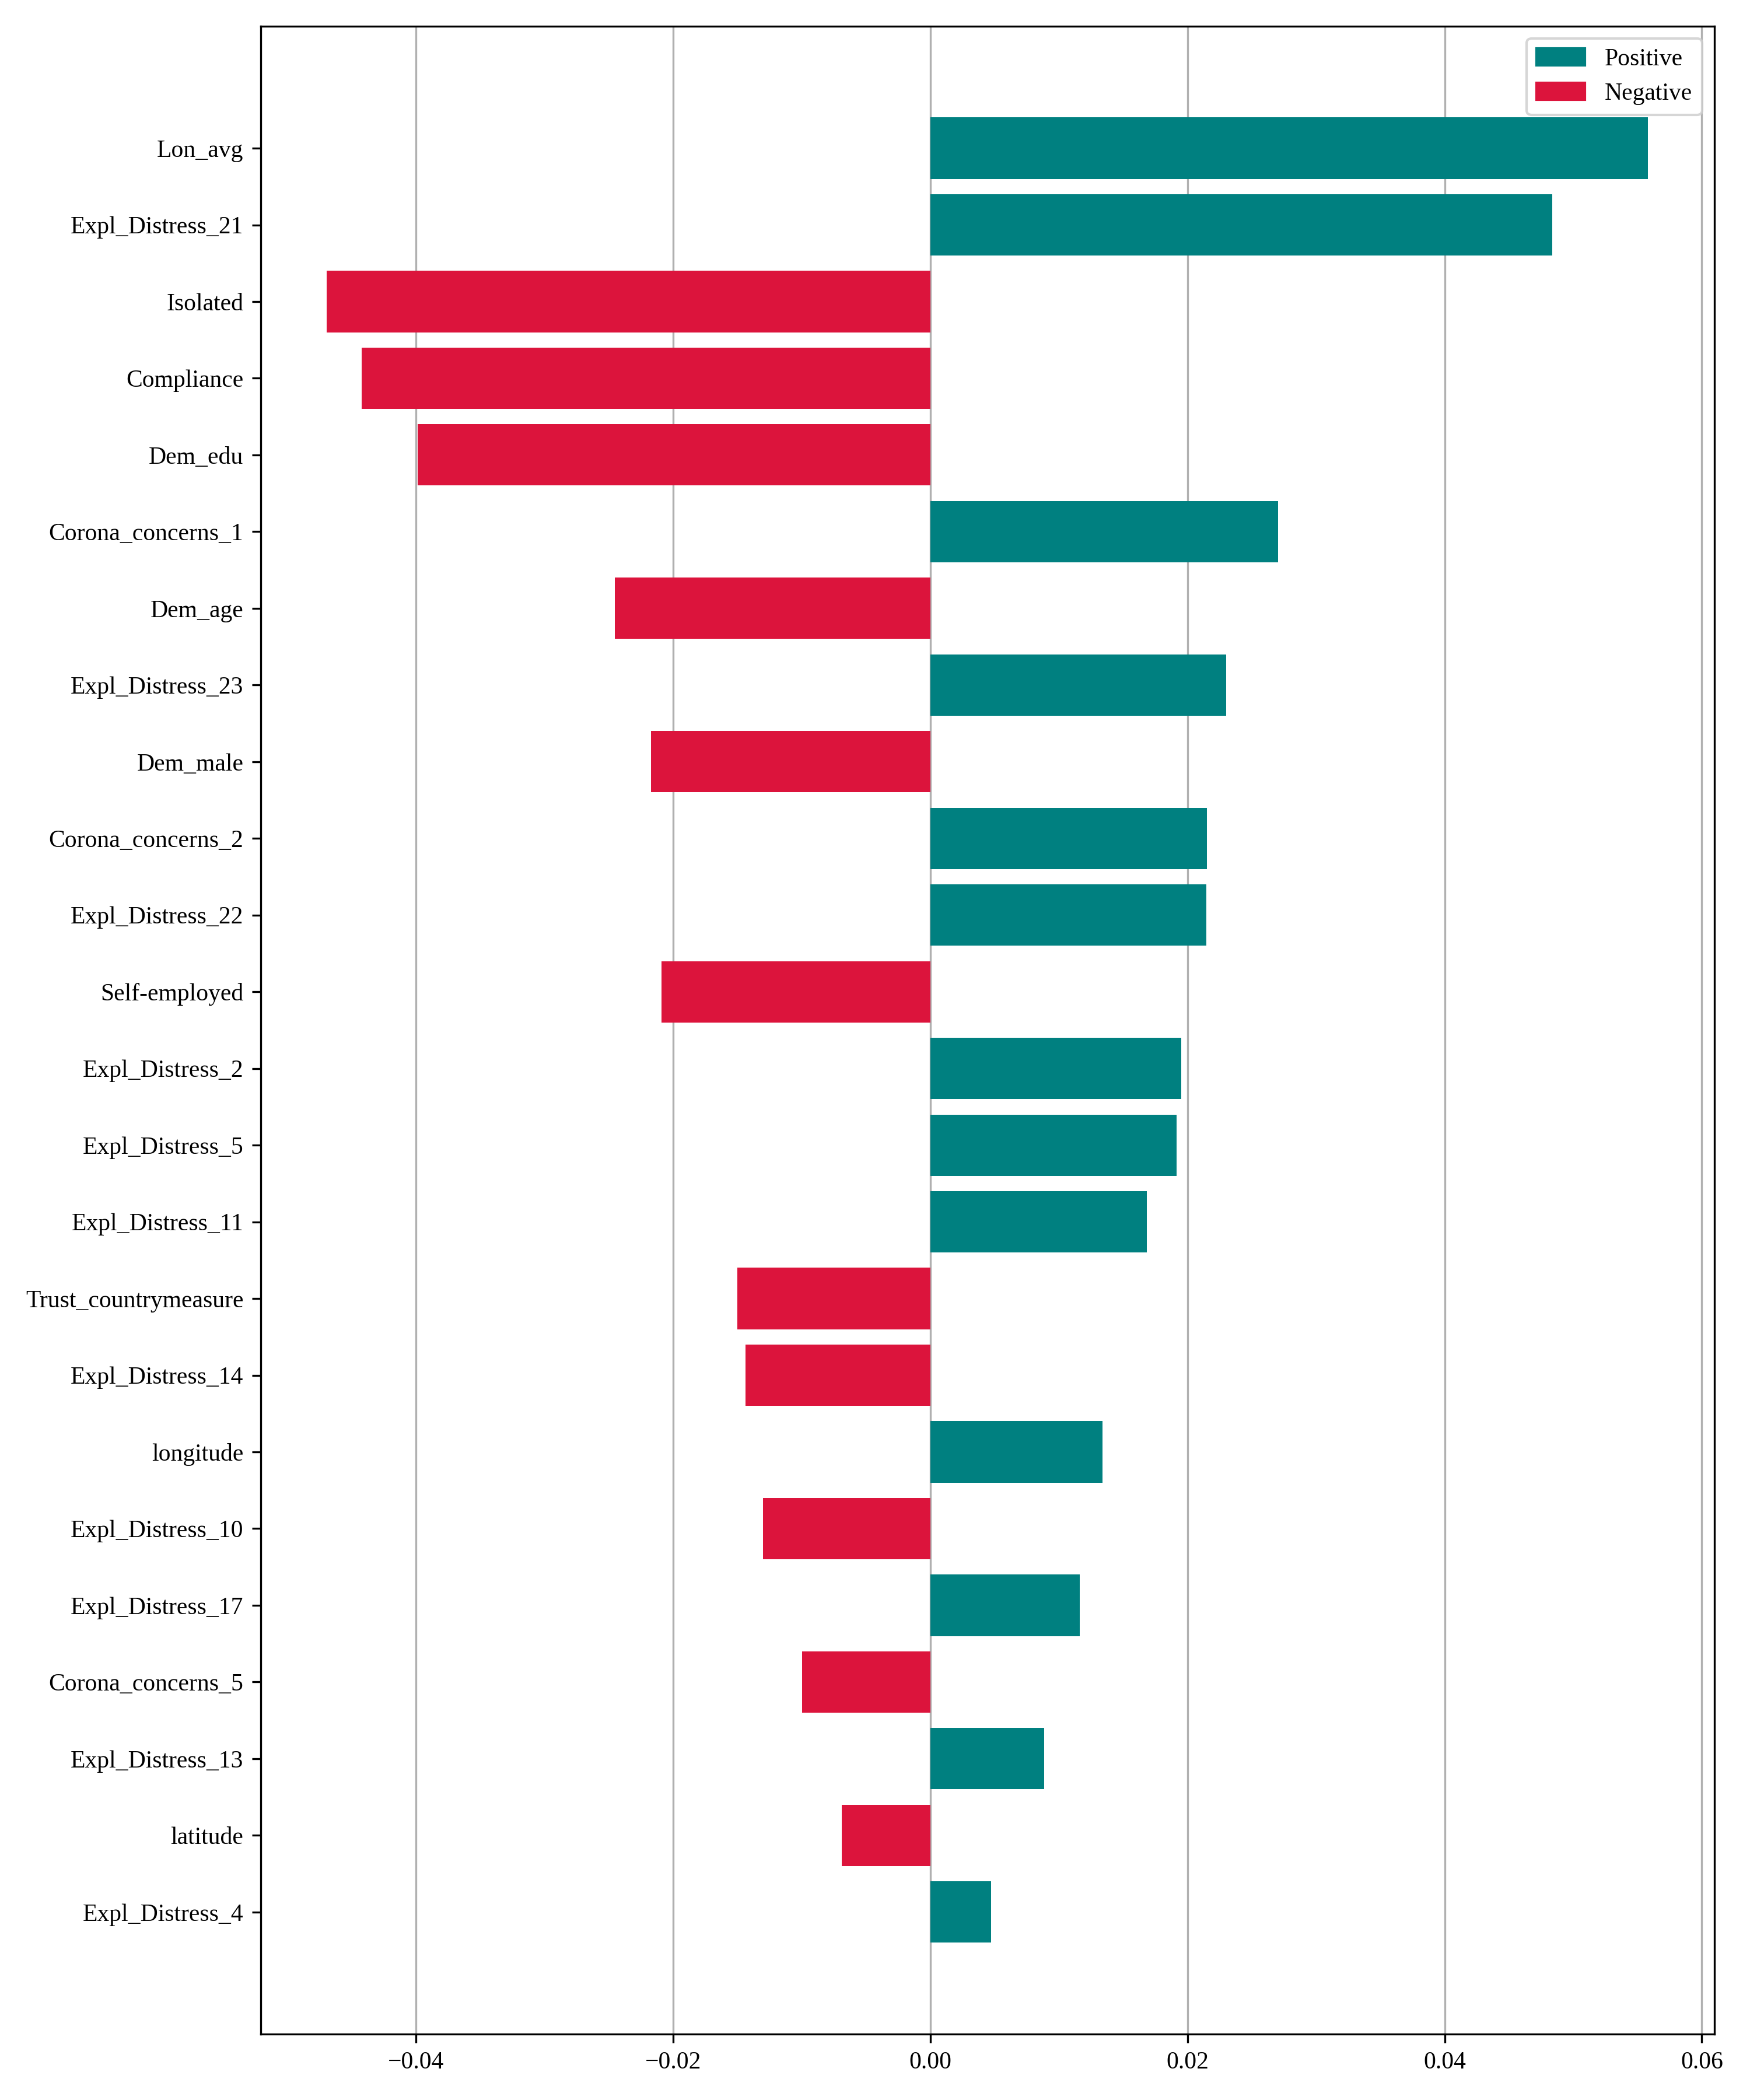 Positive
Negative
Lon_avg
Expl_Distress_21
Isolated
Compliance
Dem_edu
Corona_concerns_1
Dem_age
Expl_Distress_23
Dem_male
Corona_concerns_2
Expl_Distress_22
Self-employed
Expl_Distress_2
Expl_Distress_5
Expl_Distress_11
Trust_countrymeasure
Expl_Distress_14
longitude
Expl_Distress_10
Expl_Distress_17
Corona_concerns_5
Expl_Distress_13
latitude
Expl_Distress_4
−0.04 −0.02 0.00 0.02 0.04 0.06